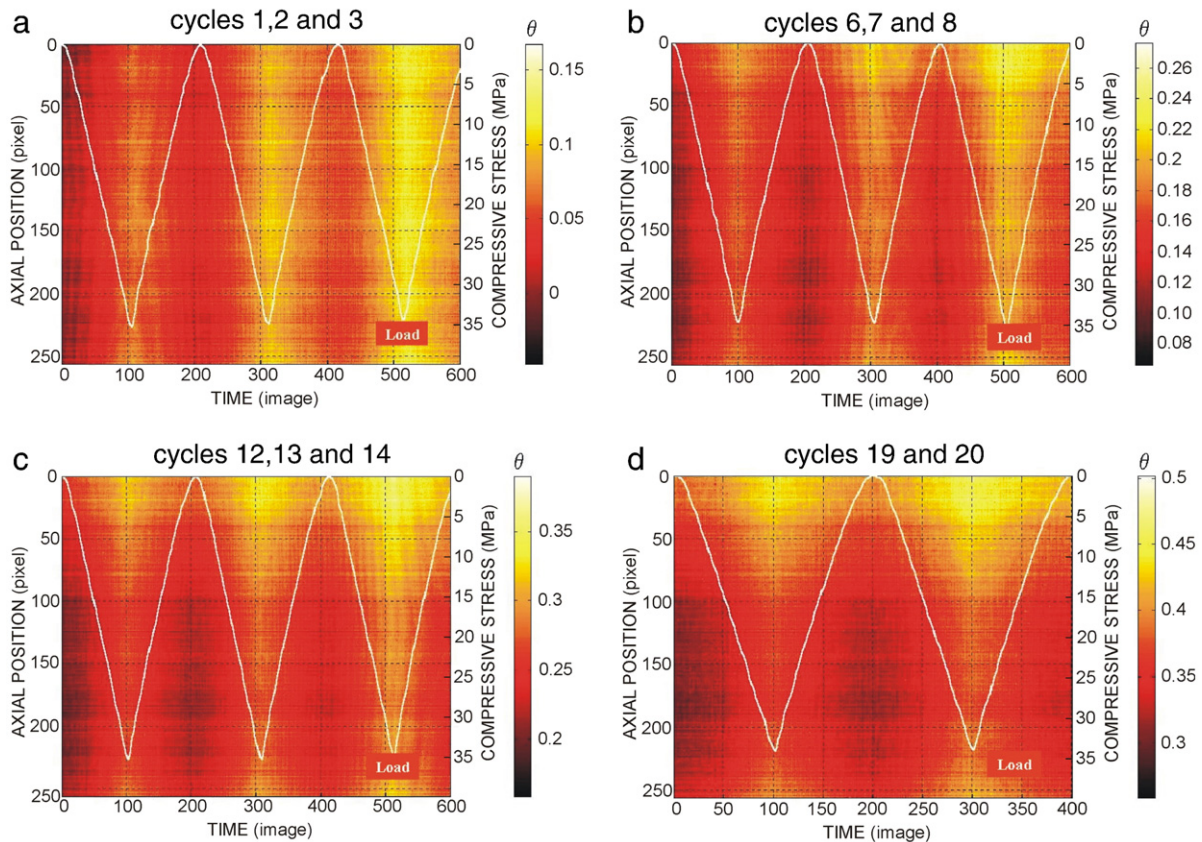 a
cycles 1,2 and 3
θ
0
50
100
150
200
250
AXIAL POSITION (pixel)
0
5
10
15
20
25
30
35
COMPRESSIVE STRESS (MPa)
0.15
0.1
0.05
0
Load
0 100 200 300 400 500 600
TIME (image)
b
cycles 6,7 and 8
θ
0
50
100
150
200
250
AXIAL POSITION (pixel)
0
5
10
15
20
25
30
35
COMPRESSIVE STRESS (MPa)
0.26
0.24
0.22
0.20
0.18
0.16
0.14
0.12
0.10
0.08
Load
0 100 200 300 400 500 600
TIME (image)
c
cycles 12,13 and 14
θ
0
50
100
150
200
250
AXIAL POSITION (pixel)
0
5
10
15
20
25
30
35
COMPRESSIVE STRESS (MPa)
0.35
0.3
0.25
0.2
Load
0 100 200 300 400 500 600
TIME (image)
d
cycles 19 and 20
θ
0
50
100
150
200
250
AXIAL POSITION (pixel)
0
5
10
15
20
25
30
35
COMPRESSIVE STRESS (MPa)
0.5
0.45
0.4
0.35
0.3
Load
0 50 100 150 200 250 300 350 400
TIME (image)